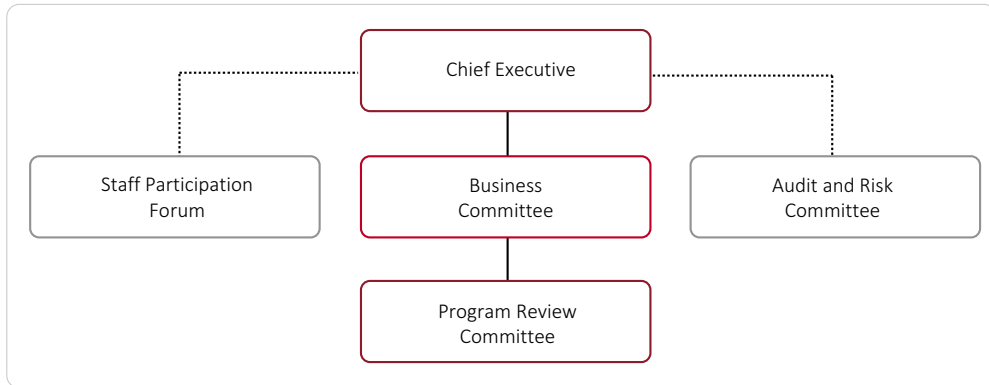 Chief Executive
Staff Participation
Forum
Business
Committee
Audit and Risk
Committee
Program Review
Committee